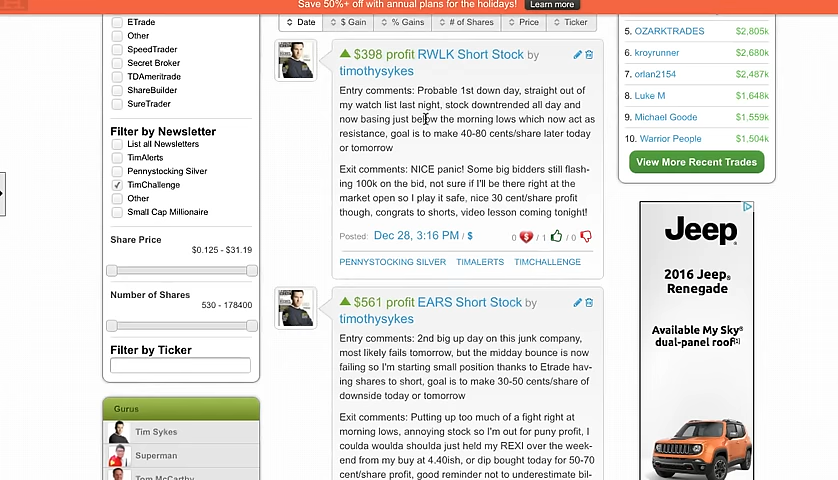 Save 50%+ off with annual plans for the holidays! Learn more
ETrade
Other
SpeedTrader
Secret Broker
TDAmeritrade
ShareBuilder
SureTrader
Filter by Newsletter
List all Newsletters
TimAlerts
Pennystocking Silver
TimChallenge
Other
Small Cap Millionaire
Share Price
$0.125 - $31.19
Number of Shares
530 - 178400
Filter by Ticker
Gurus
Tim Sykes
Superman
Tom McCarthy
Date $ Gain % Gains # of Shares Price Ticker
$398 profit RWLK Short Stock by
timothysykes
Entry comments: Probable 1st down day, straight out of
my watch list last night, stock downtrended all day and
now basing just below the morning lows which now act as
resistance, goal is to make 40-80 cents/share later today
or tomorrow
Exit comments: NICE panic! Some big bidders still flash-
ing 100k on the bid, not sure if I'll be there right at the
market open so I play it safe, nice 30 cent/share profit
though, congrats to shorts, video lesson coming tonight!
Posted: Dec 28, 3:16 PM / $ 0 / 1 / 0
PENNYSTOCKING SILVER TIMALERTS TIMCHALLENGE
$561 profit EARS Short Stock by
timothysykes
Entry comments: 2nd big up day on this junk company,
most likely fails tomorrow, but the midday bounce is now
failing so I'm starting small position thanks to Etrade hav-
ing shares to short, goal is to make 30-50 cents/share of
downside today or tomorrow
Exit comments: Putting up too much of a fight right at
morning lows, annoying stock so I'm out for puny profit, I
coulda woulda shoulda just held my REXI over the week-
end from my buy at 4.40ish, or dip bought today for 50-70
cent/share profit, good reminder not to underestimate bil-
5. OZARKTRADES $2,805k
6. kroyrunner $2,680k
7. orlan2154 $2,487k
8. Luke M $1,648k
9. Michael Goode $1,559k
10. Warrior People $1,504k
View More Recent Trades
Jeep®
2016 Jeep®
Renegade
Available My Sky®
dual-panel roof(1)